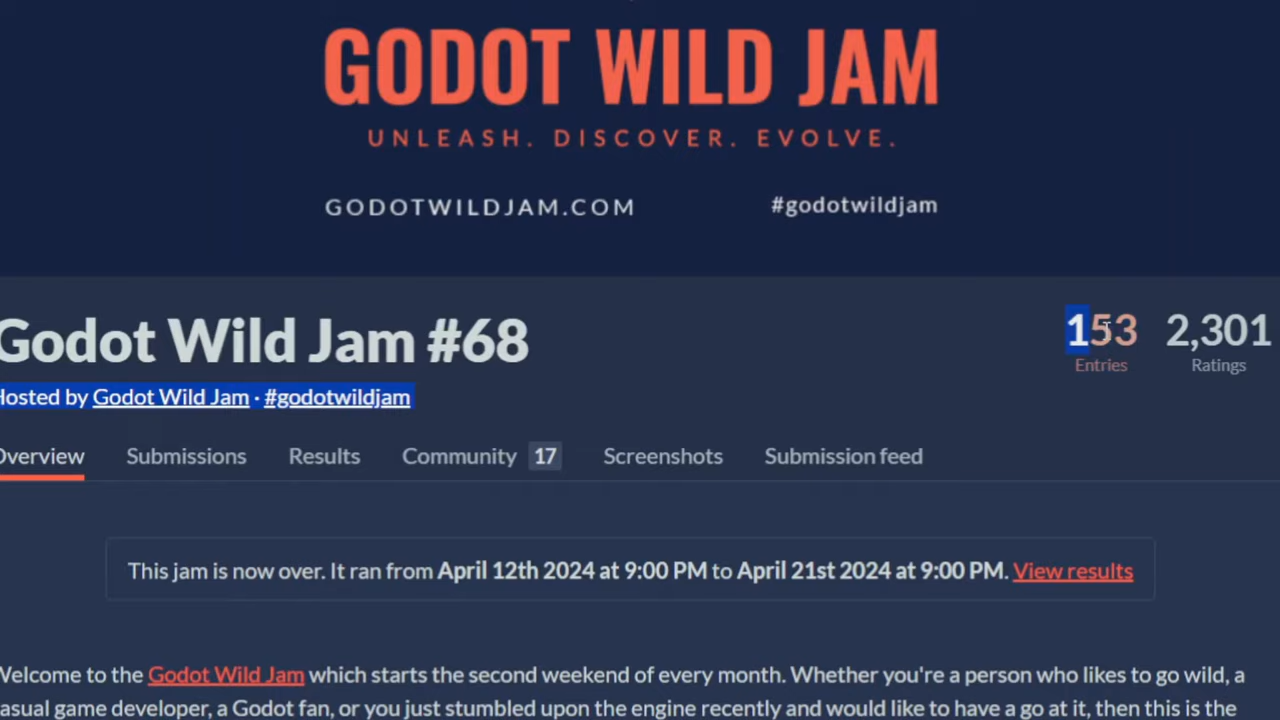 GODOT WILD JAM
UNLEASH. DISCOVER. EVOLVE.
GODOTWILDJAM.COM #godotwildjam
Godot Wild Jam #68
153 2,301
Entries Ratings
Hosted by Godot Wild Jam · #godotwildjam
Overview Submissions Results Community 17 Screenshots Submission feed
This jam is now over. It ran from April 12th 2024 at 9:00 PM to April 21st 2024 at 9:00 PM. View results
Welcome to the Godot Wild Jam which starts the second weekend of every month. Whether you're a person who likes to go wild, a
casual game developer, a Godot fan, or you just stumbled upon the engine recently and would like to have a go at it, then this is the